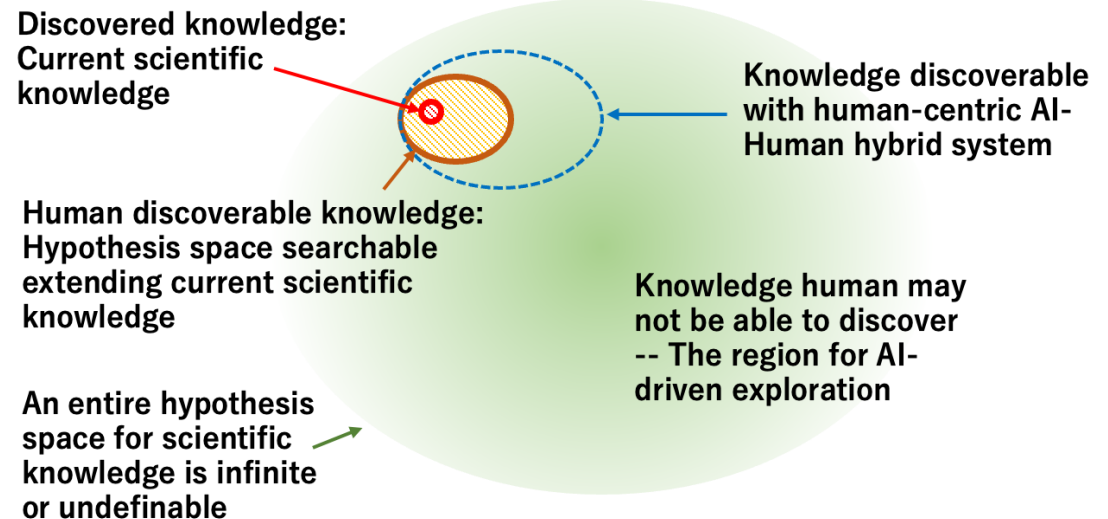 Discovered knowledge:
Current scientific
knowledge
Knowledge discoverable
with human-centric AI-
Human hybrid system
Human discoverable knowledge:
Hypothesis space searchable
extending current scientific
knowledge
Knowledge human may
not be able to discover
-- The region for AI-
driven exploration
An entire hypothesis
space for scientific
knowledge is infinite
or undefinable